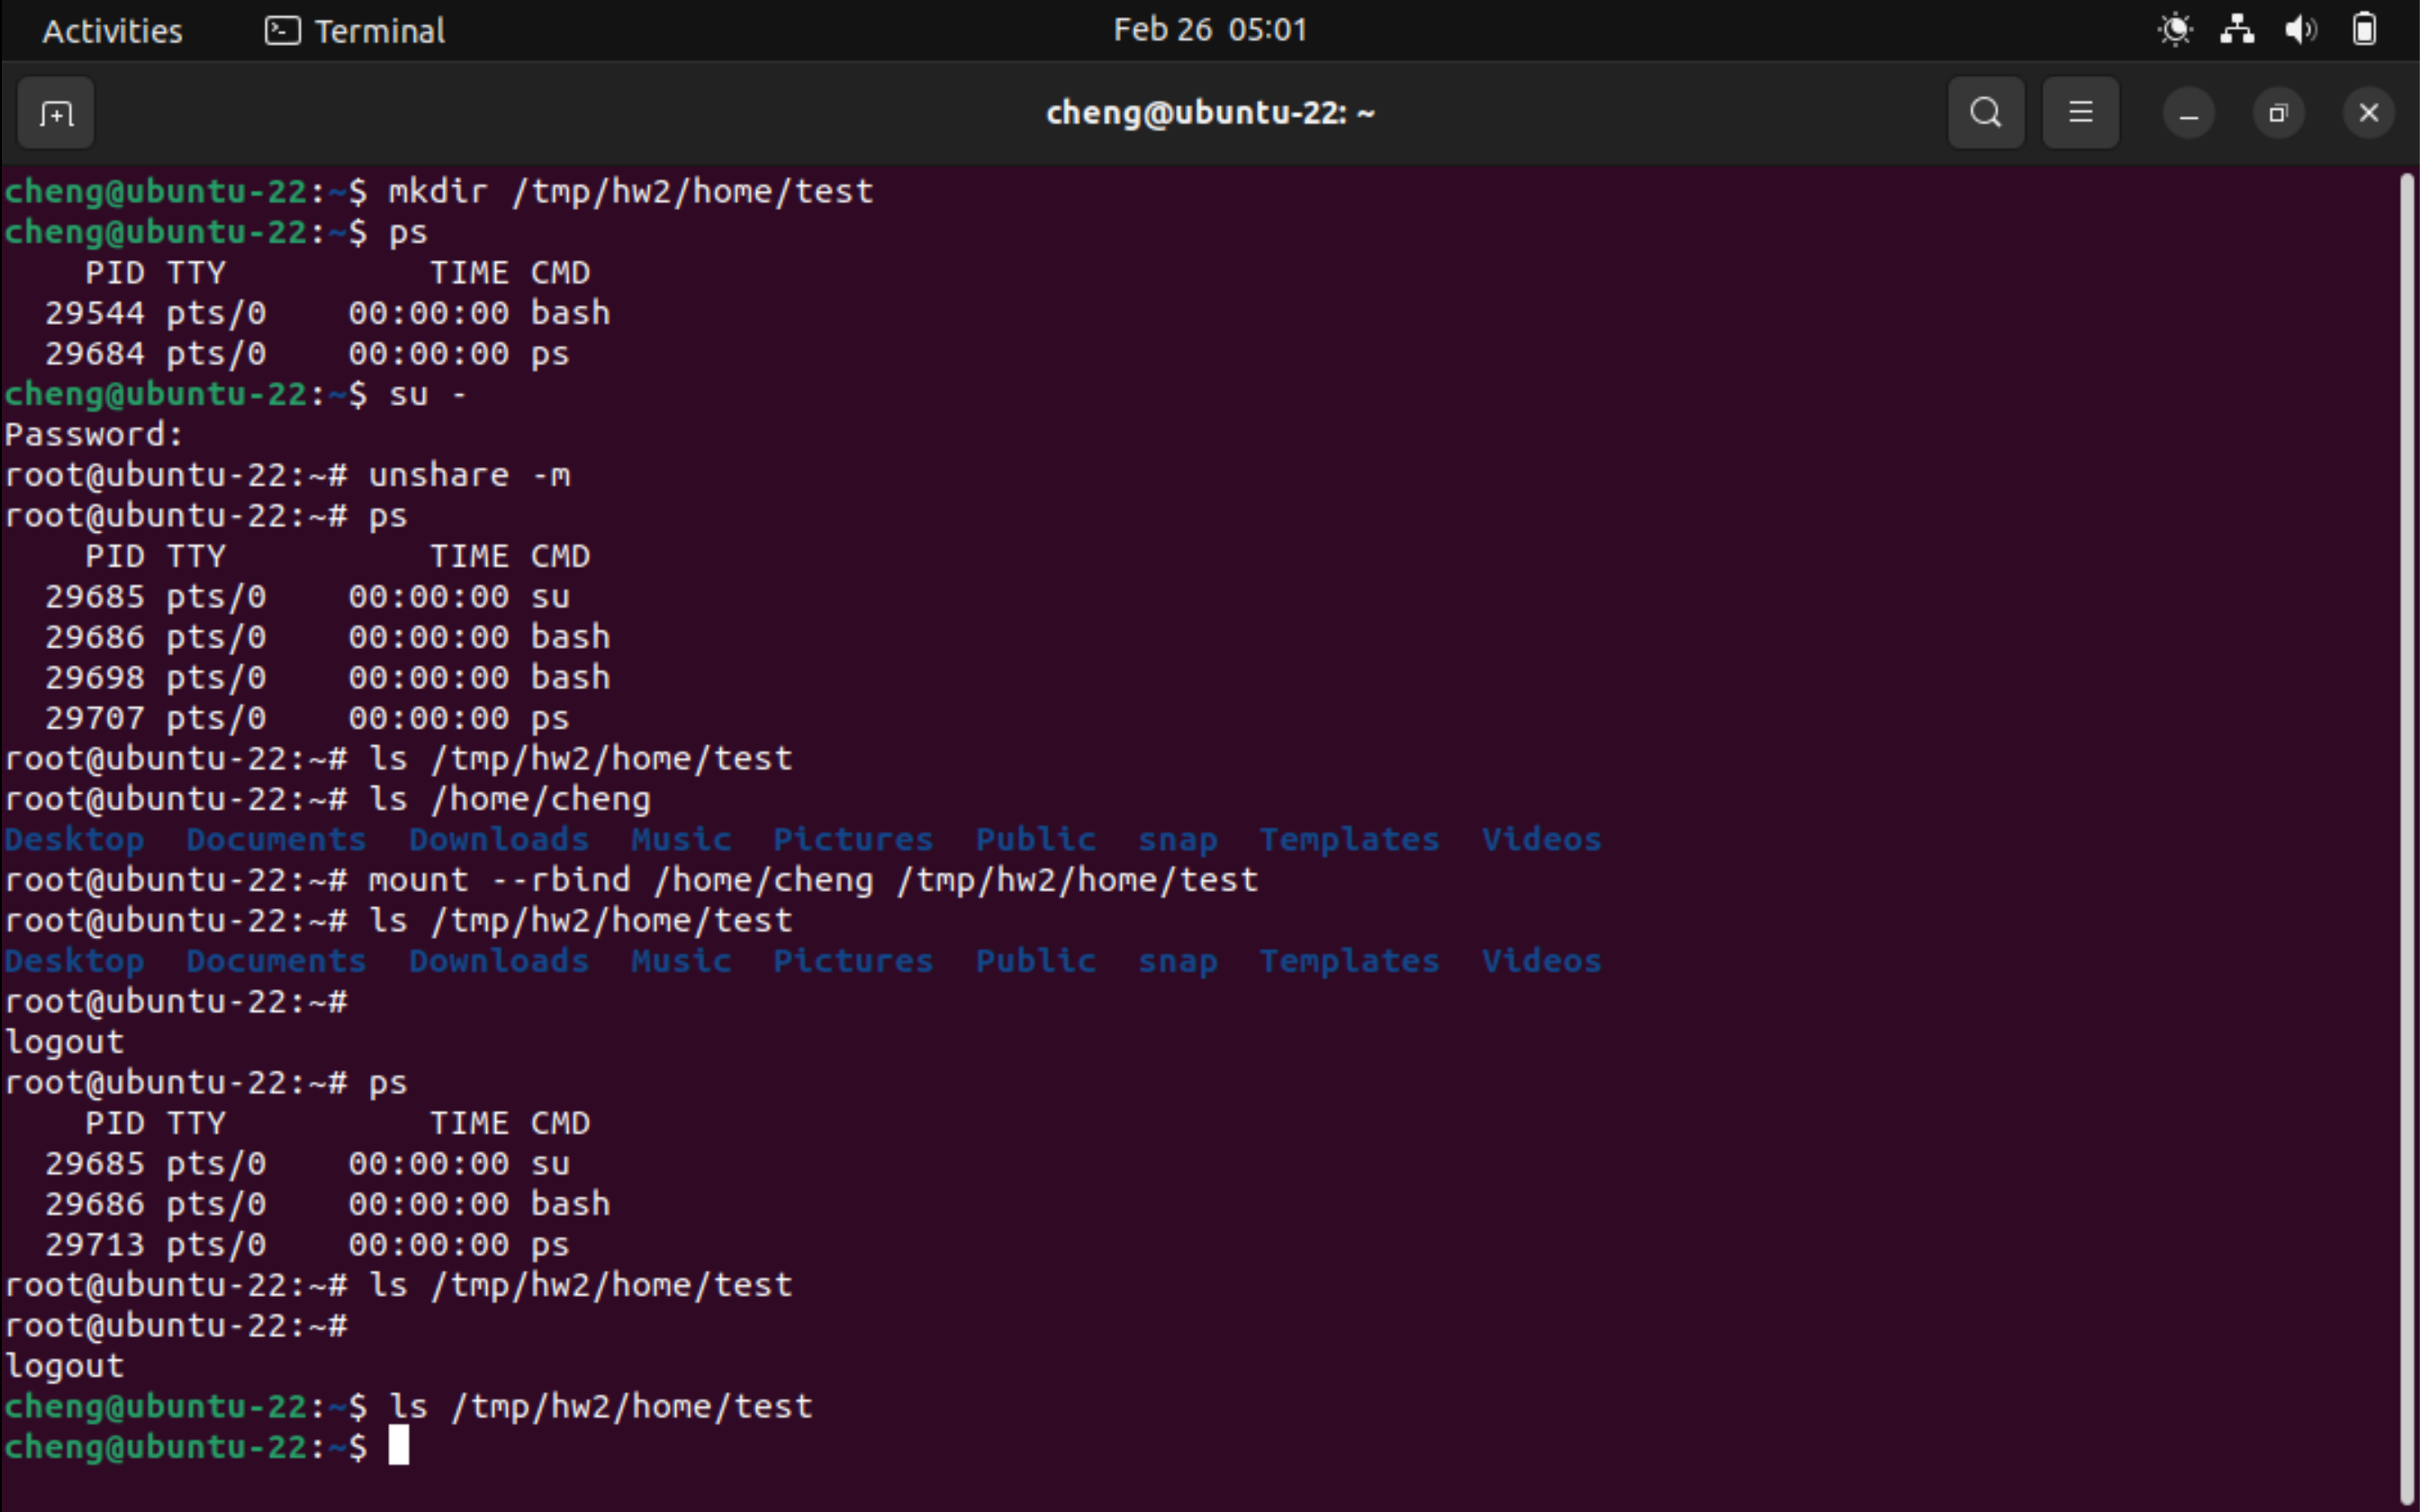 Activities Terminal Feb 26 05:01
cheng@ubuntu-22: ~
cheng@ubuntu-22:~$ mkdir /tmp/hw2/home/test
cheng@ubuntu-22:~$ ps
    PID TTY          TIME CMD
  29544 pts/0    00:00:00 bash
  29684 pts/0    00:00:00 ps
cheng@ubuntu-22:~$ su -
Password:
root@ubuntu-22:~# unshare -m
root@ubuntu-22:~# ps
    PID TTY          TIME CMD
  29685 pts/0    00:00:00 su
  29686 pts/0    00:00:00 bash
  29698 pts/0    00:00:00 bash
  29707 pts/0    00:00:00 ps
root@ubuntu-22:~# ls /tmp/hw2/home/test
root@ubuntu-22:~# ls /home/cheng
Desktop  Documents  Downloads  Music  Pictures  Public  snap  Templates  Videos
root@ubuntu-22:~# mount --rbind /home/cheng /tmp/hw2/home/test
root@ubuntu-22:~# ls /tmp/hw2/home/test
Desktop  Documents  Downloads  Music  Pictures  Public  snap  Templates  Videos
root@ubuntu-22:~#
logout
root@ubuntu-22:~# ps
    PID TTY          TIME CMD
  29685 pts/0    00:00:00 su
  29686 pts/0    00:00:00 bash
  29713 pts/0    00:00:00 ps
root@ubuntu-22:~# ls /tmp/hw2/home/test
root@ubuntu-22:~#
logout
cheng@ubuntu-22:~$ ls /tmp/hw2/home/test
cheng@ubuntu-22:~$